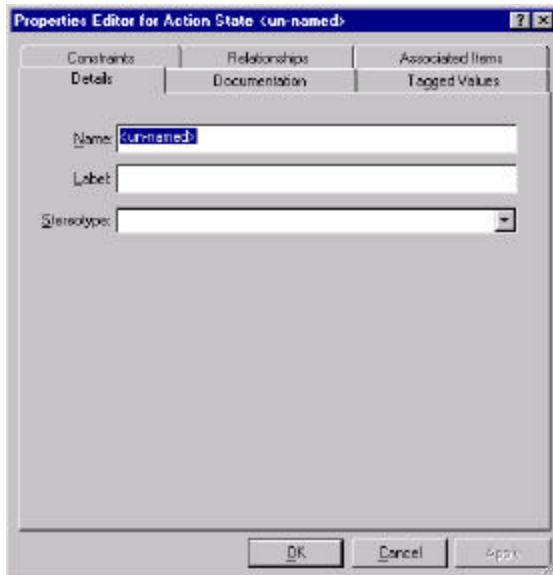 Properties Editor for Action State <un-named>
Constraints Relationships Associated Items
Details Documentation Tagged Values
Name: <un-named>
Label:
Stereotype:
OK Cancel Apply